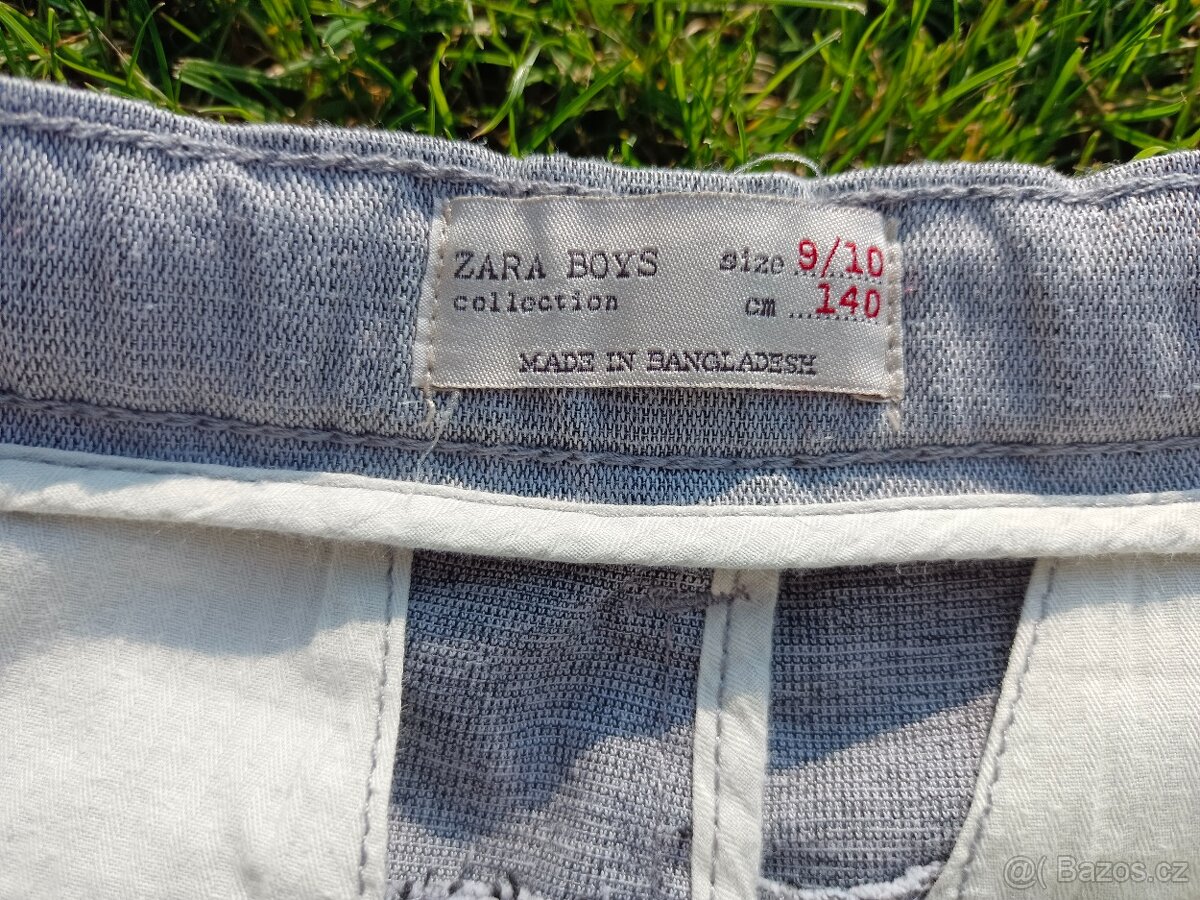 ZARA BOYS size 9/10
collection cm 140
MADE IN BANGLADESH
@( Bazos.cz